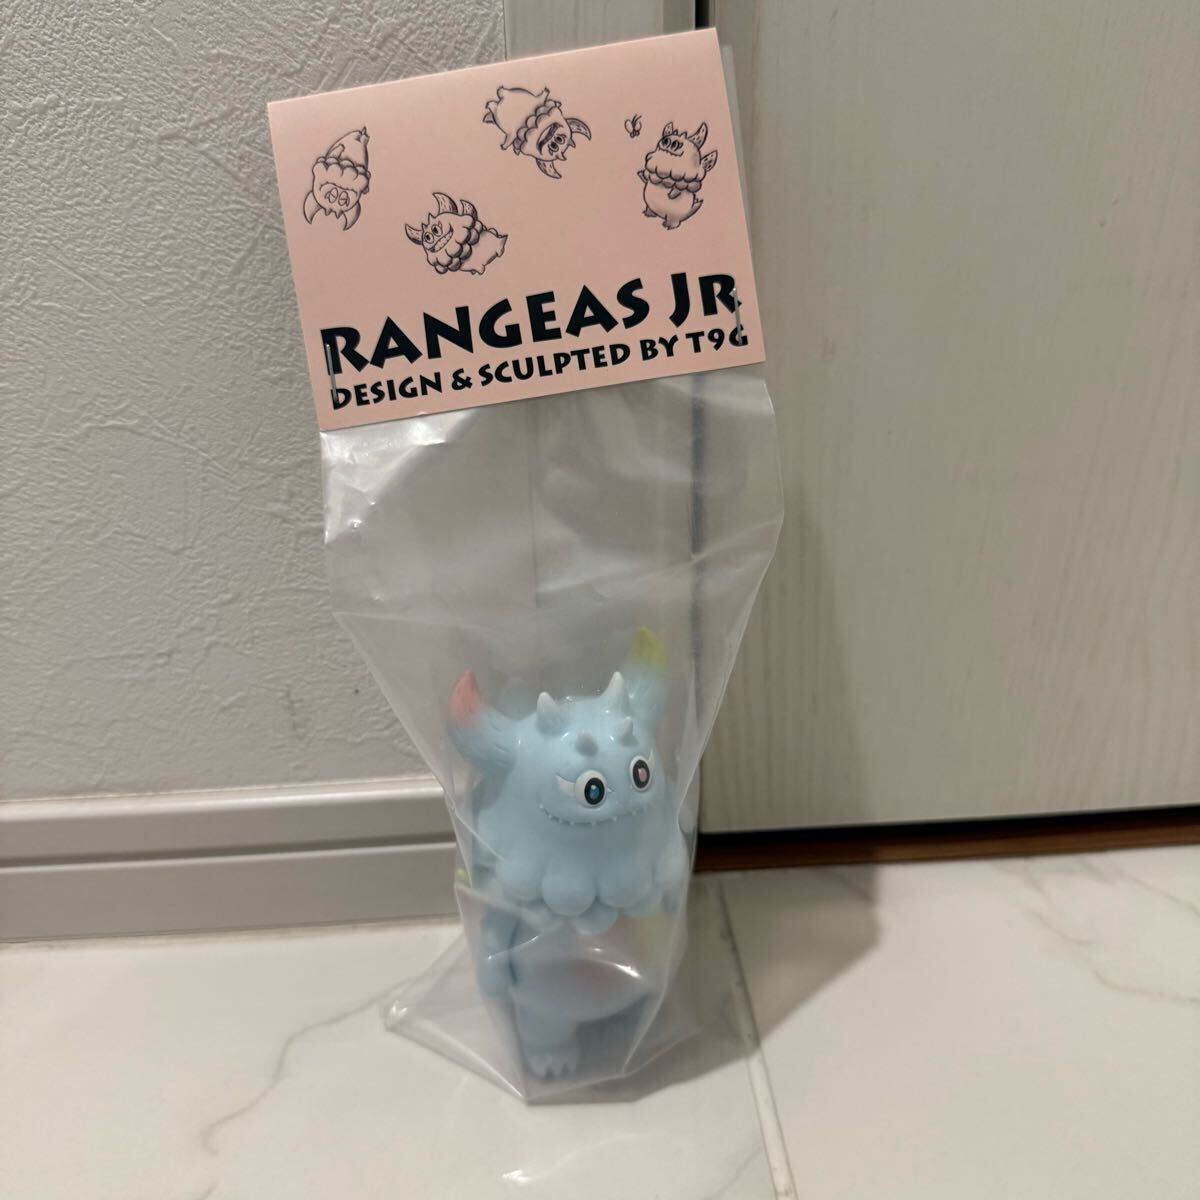 RANGEAS JR
DESIGN & SCULPTED BY T9G